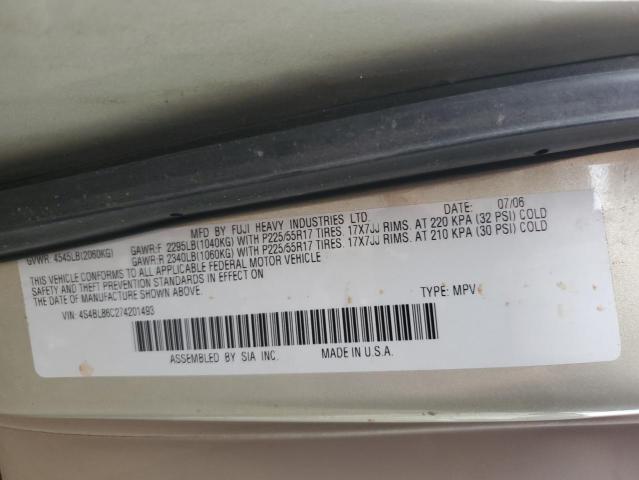 MFD BY FUJI HEAVY INDUSTRIES LTD. DATE: 07/06
GVWR: 4545LB(2060KG) GAWR:F 2295LB(1040KG) WITH P225/55R17 TIRES. 17X7JJ RIMS. AT 220 KPA (32 PSI) COLD
GAWR:R 2340LB(1060KG) WITH P225/55R17 TIRES. 17X7JJ RIMS. AT 210 KPA (30 PSI) COLD
THIS VEHICLE CONFORMS TO ALL APPLICABLE FEDERAL MOTOR VEHICLE
SAFETY AND THEFT PREVENTION STANDARDS IN EFFECT ON
THE DATE OF MANUFACTURE SHOWN ABOVE.
VIN: 4S4BL86C274201493 TYPE: MPV
ASSEMBLED BY SIA INC. MADE IN U.S.A.